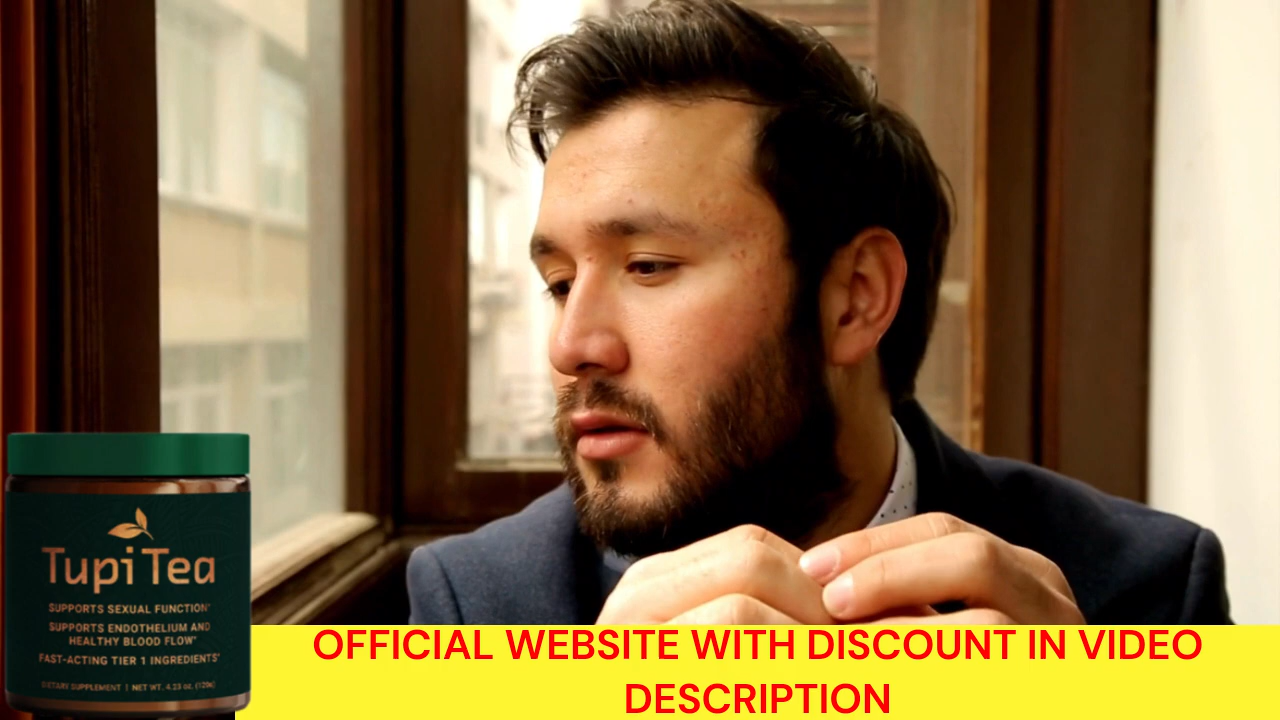 Tupi Tea
SUPPORTS SEXUAL FUNCTION*
SUPPORTS ENDOTHELIUM AND
HEALTHY BLOOD FLOW*
FAST-ACTING TIER 1 INGREDIENTS*
DIETARY SUPPLEMENT | NET WT. 4.23 oz. (120g)
OFFICIAL WEBSITE WITH DISCOUNT IN VIDEO
DESCRIPTION